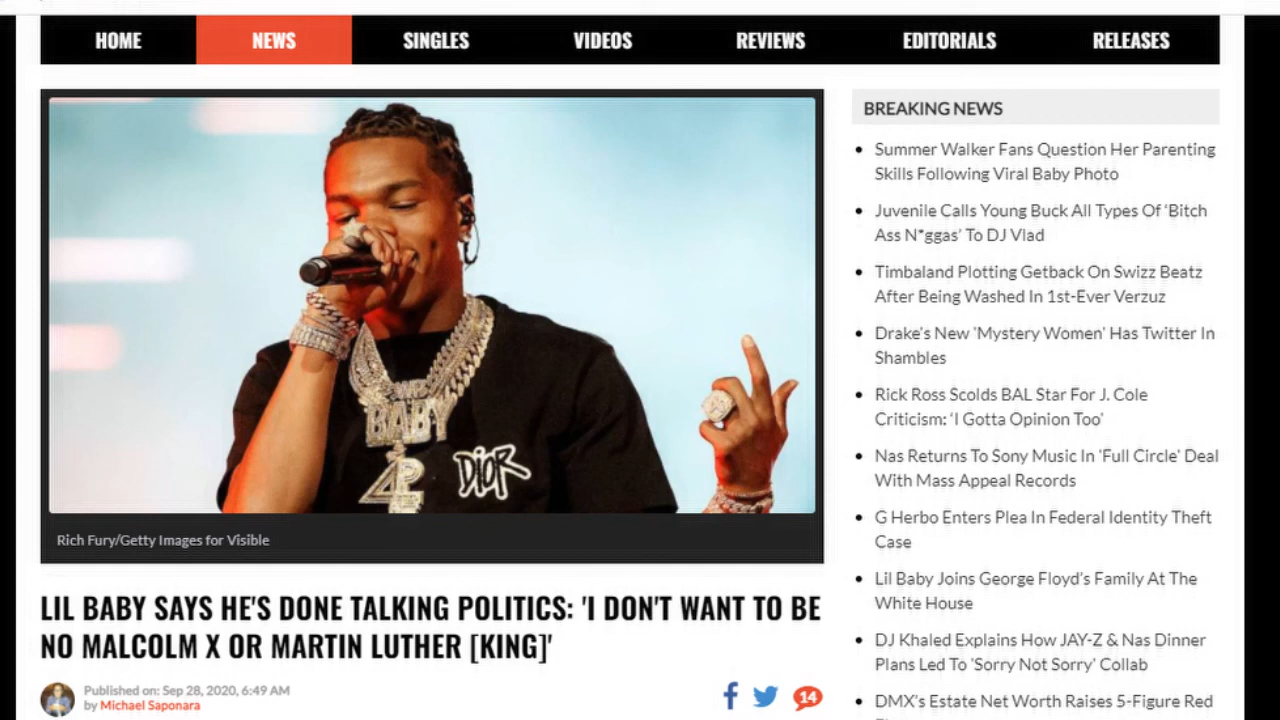 HOME
NEWS
SINGLES
VIDEOS
REVIEWS
EDITORIALS
RELEASES
BABY
4P
DIOR
Rich Fury/Getty Images for Visible
LIL BABY SAYS HE'S DONE TALKING POLITICS: 'I DON'T WANT TO BE
NO MALCOLM X OR MARTIN LUTHER [KING]'
Published on: Sep 28, 2020, 6:49 AM
by Michael Saponara
14
BREAKING NEWS
Summer Walker Fans Question Her Parenting
Skills Following Viral Baby Photo
Juvenile Calls Young Buck All Types Of ‘Bitch
Ass N*ggas’ To DJ Vlad
Timbaland Plotting Getback On Swizz Beatz
After Being Washed In 1st-Ever Verzuz
Drake’s New ‘Mystery Women’ Has Twitter In
Shambles
Rick Ross Scolds BAL Star For J. Cole
Criticism: ‘I Gotta Opinion Too’
Nas Returns To Sony Music In ‘Full Circle’ Deal
With Mass Appeal Records
G Herbo Enters Plea In Federal Identity Theft
Case
Lil Baby Joins George Floyd’s Family At The
White House
DJ Khaled Explains How JAY-Z & Nas Dinner
Plans Led To ‘Sorry Not Sorry’ Collab
DMX’s Estate Net Worth Raises 5-Figure Red